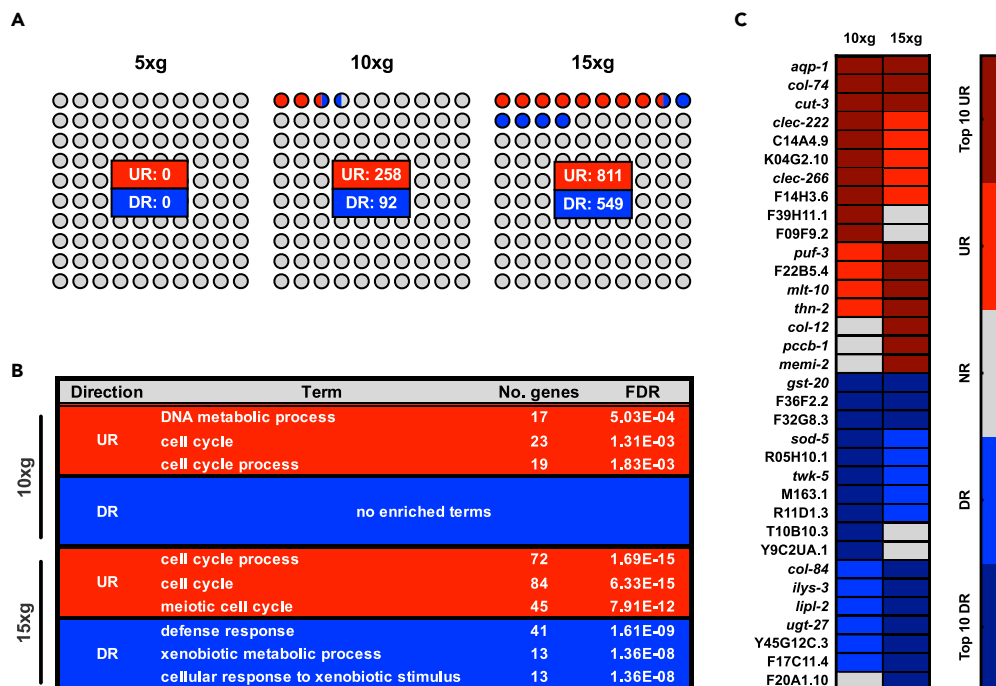 A
5xg
10xg
15xg
UR: 0
DR: 0
UR: 258
DR: 92
UR: 811
DR: 549
B
Direction Term No. genes FDR
10xg
UR
DNA metabolic process 17 5.03E-04
cell cycle 23 1.31E-03
cell cycle process 19 1.83E-03
DR no enriched terms
15xg
UR
cell cycle process 72 1.69E-15
cell cycle 84 6.33E-15
meiotic cell cycle 45 7.91E-12
DR
defense response 41 1.61E-09
xenobiotic metabolic process 13 1.36E-08
cellular response to xenobiotic stimulus 13 1.36E-08
C
10xg 15xg
aqp-1
col-74
cut-3
clec-222
C14A4.9
K04G2.10
clec-266
F14H3.6
F39H11.1
F09F9.2
puf-3
F22B5.4
mlt-10
thn-2
col-12
pccb-1
memi-2
gst-20
F36F2.2
F32G8.3
sod-5
R05H10.1
twk-5
M163.1
R11D1.3
T10B10.3
Y9C2UA.1
col-84
ilys-3
lipl-2
ugt-27
Y45G12C.3
F17C11.4
F20A1.10
Top 10 UR
UR
NR
DR
Top 10 DR